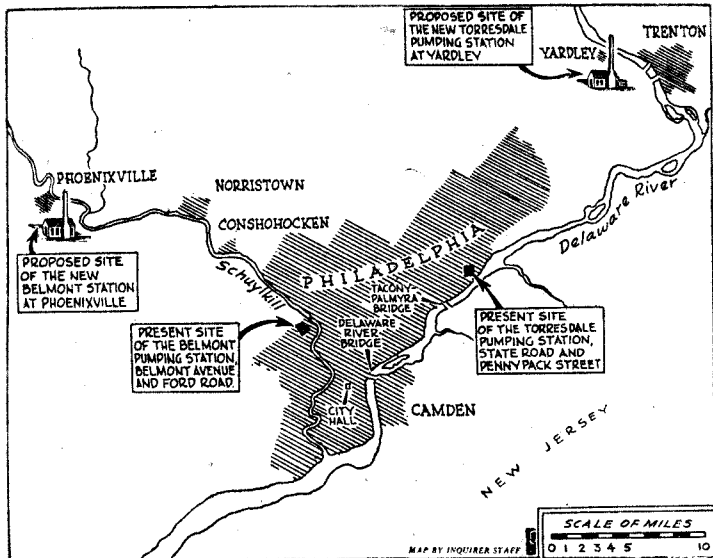 PROPOSED SITE OF
THE NEW TORRESDALE
PUMPING STATION
AT YARDLEY
YARDLEY
TRENTON
PHOENIXVILLE
NORRISTOWN
CONSHOHOCKEN
PROPOSED SITE
OF THE NEW
BELMONT STATION
AT PHOENIXVILLE
Schuylkill
PHILADELPHIA
Delaware River
TACONY-
PALMYRA
BRIDGE
DELAWARE
RIVER
BRIDGE
PRESENT SITE
OF THE BELMONT
PUMPING STATION,
BELMONT AVENUE
AND FORD ROAD.
PRESENT SITE
OF THE TORRESDALE
PUMPING STATION,
STATE ROAD AND
PENNYPACK STREET
CITY
HALL
CAMDEN
NEW JERSEY
MAP BY INQUIRER STAFF
SCALE OF MILES
0 1 2 3 4 5 10